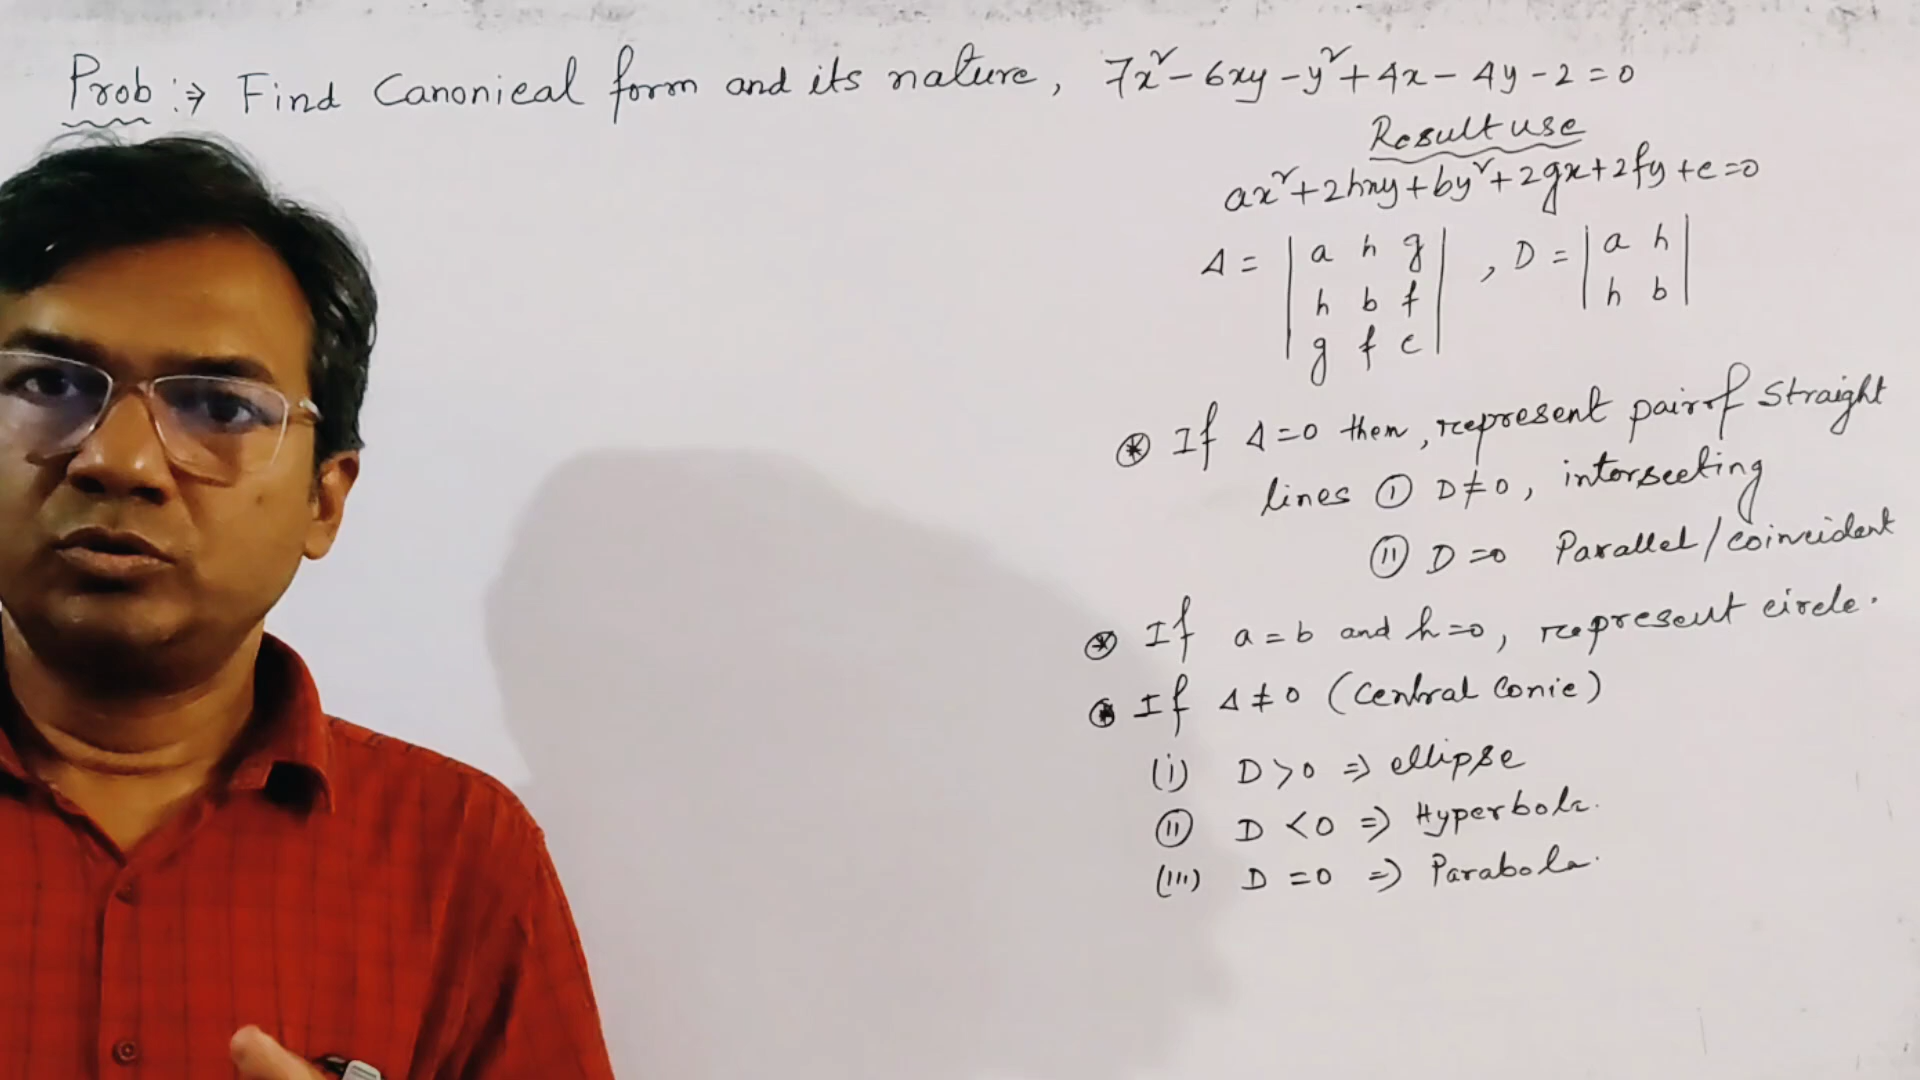 Prob :→ Find Canonical form and its nature, 7x² - 6xy - y² + 4x - 4y - 2 = 0
Result use
ax² + 2hxy + by² + 2gx + 2fy + c = 0
Δ = | a h g | , D = | a h |
| h b f | | h b |
| g f c |
⊛ If Δ = 0 then, represent pair of straight
lines ① D ≠ 0, intersecting
⑪ D = 0 Parallel/coincident
⊛ If a = b and h = 0, represent circle.
⊛ If Δ ≠ 0 (Central Conic)
(i) D > 0 ⇒ ellipse
(ii) D < 0 ⇒ Hyperbola.
(iii) D = 0 ⇒ Parabola.